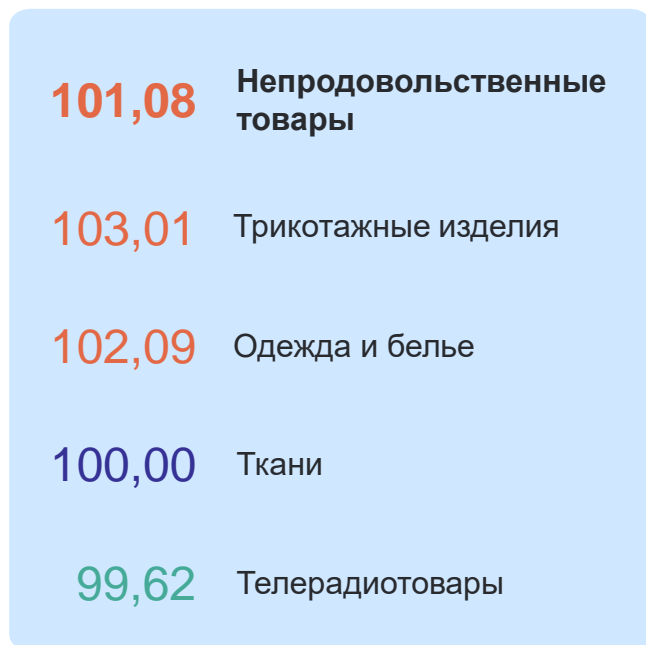 101,08 Непродовольственные
товары
103,01 Трикотажные изделия
102,09 Одежда и белье
100,00 Ткани
99,62 Телерадиотовары